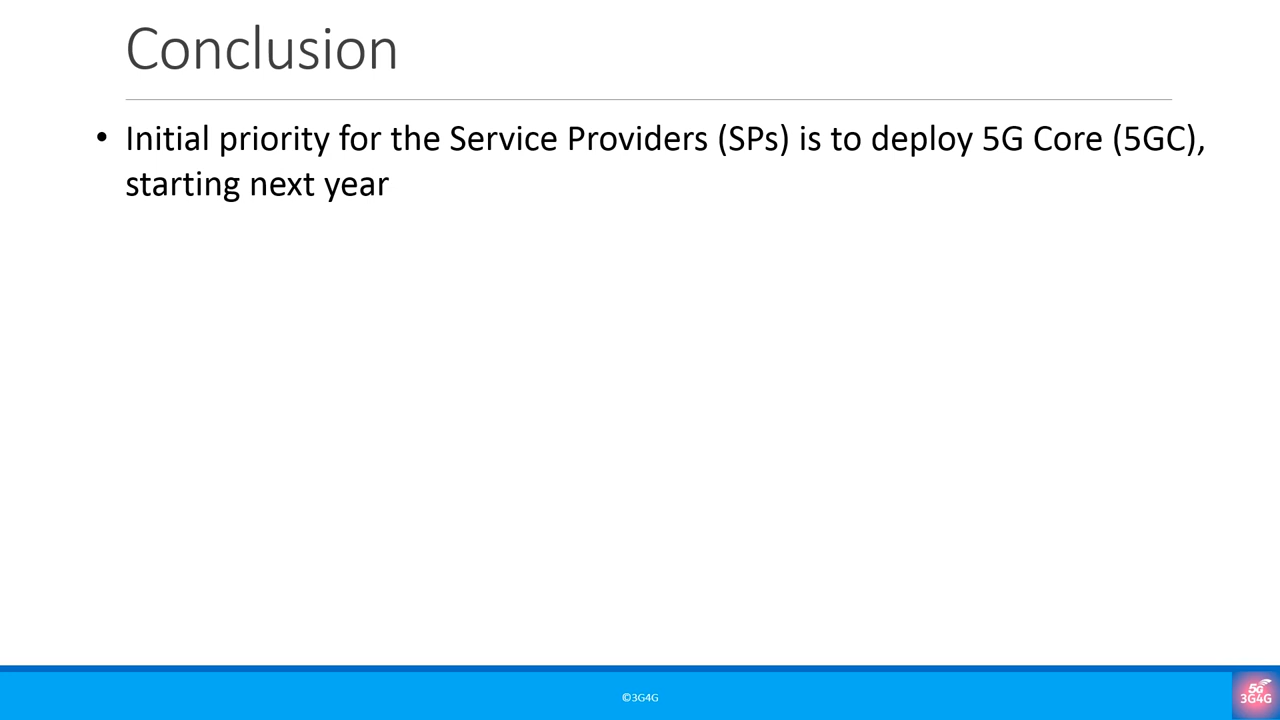 Conclusion
• Initial priority for the Service Providers (SPs) is to deploy 5G Core (5GC),
starting next year
©3G4G
5G
3G4G